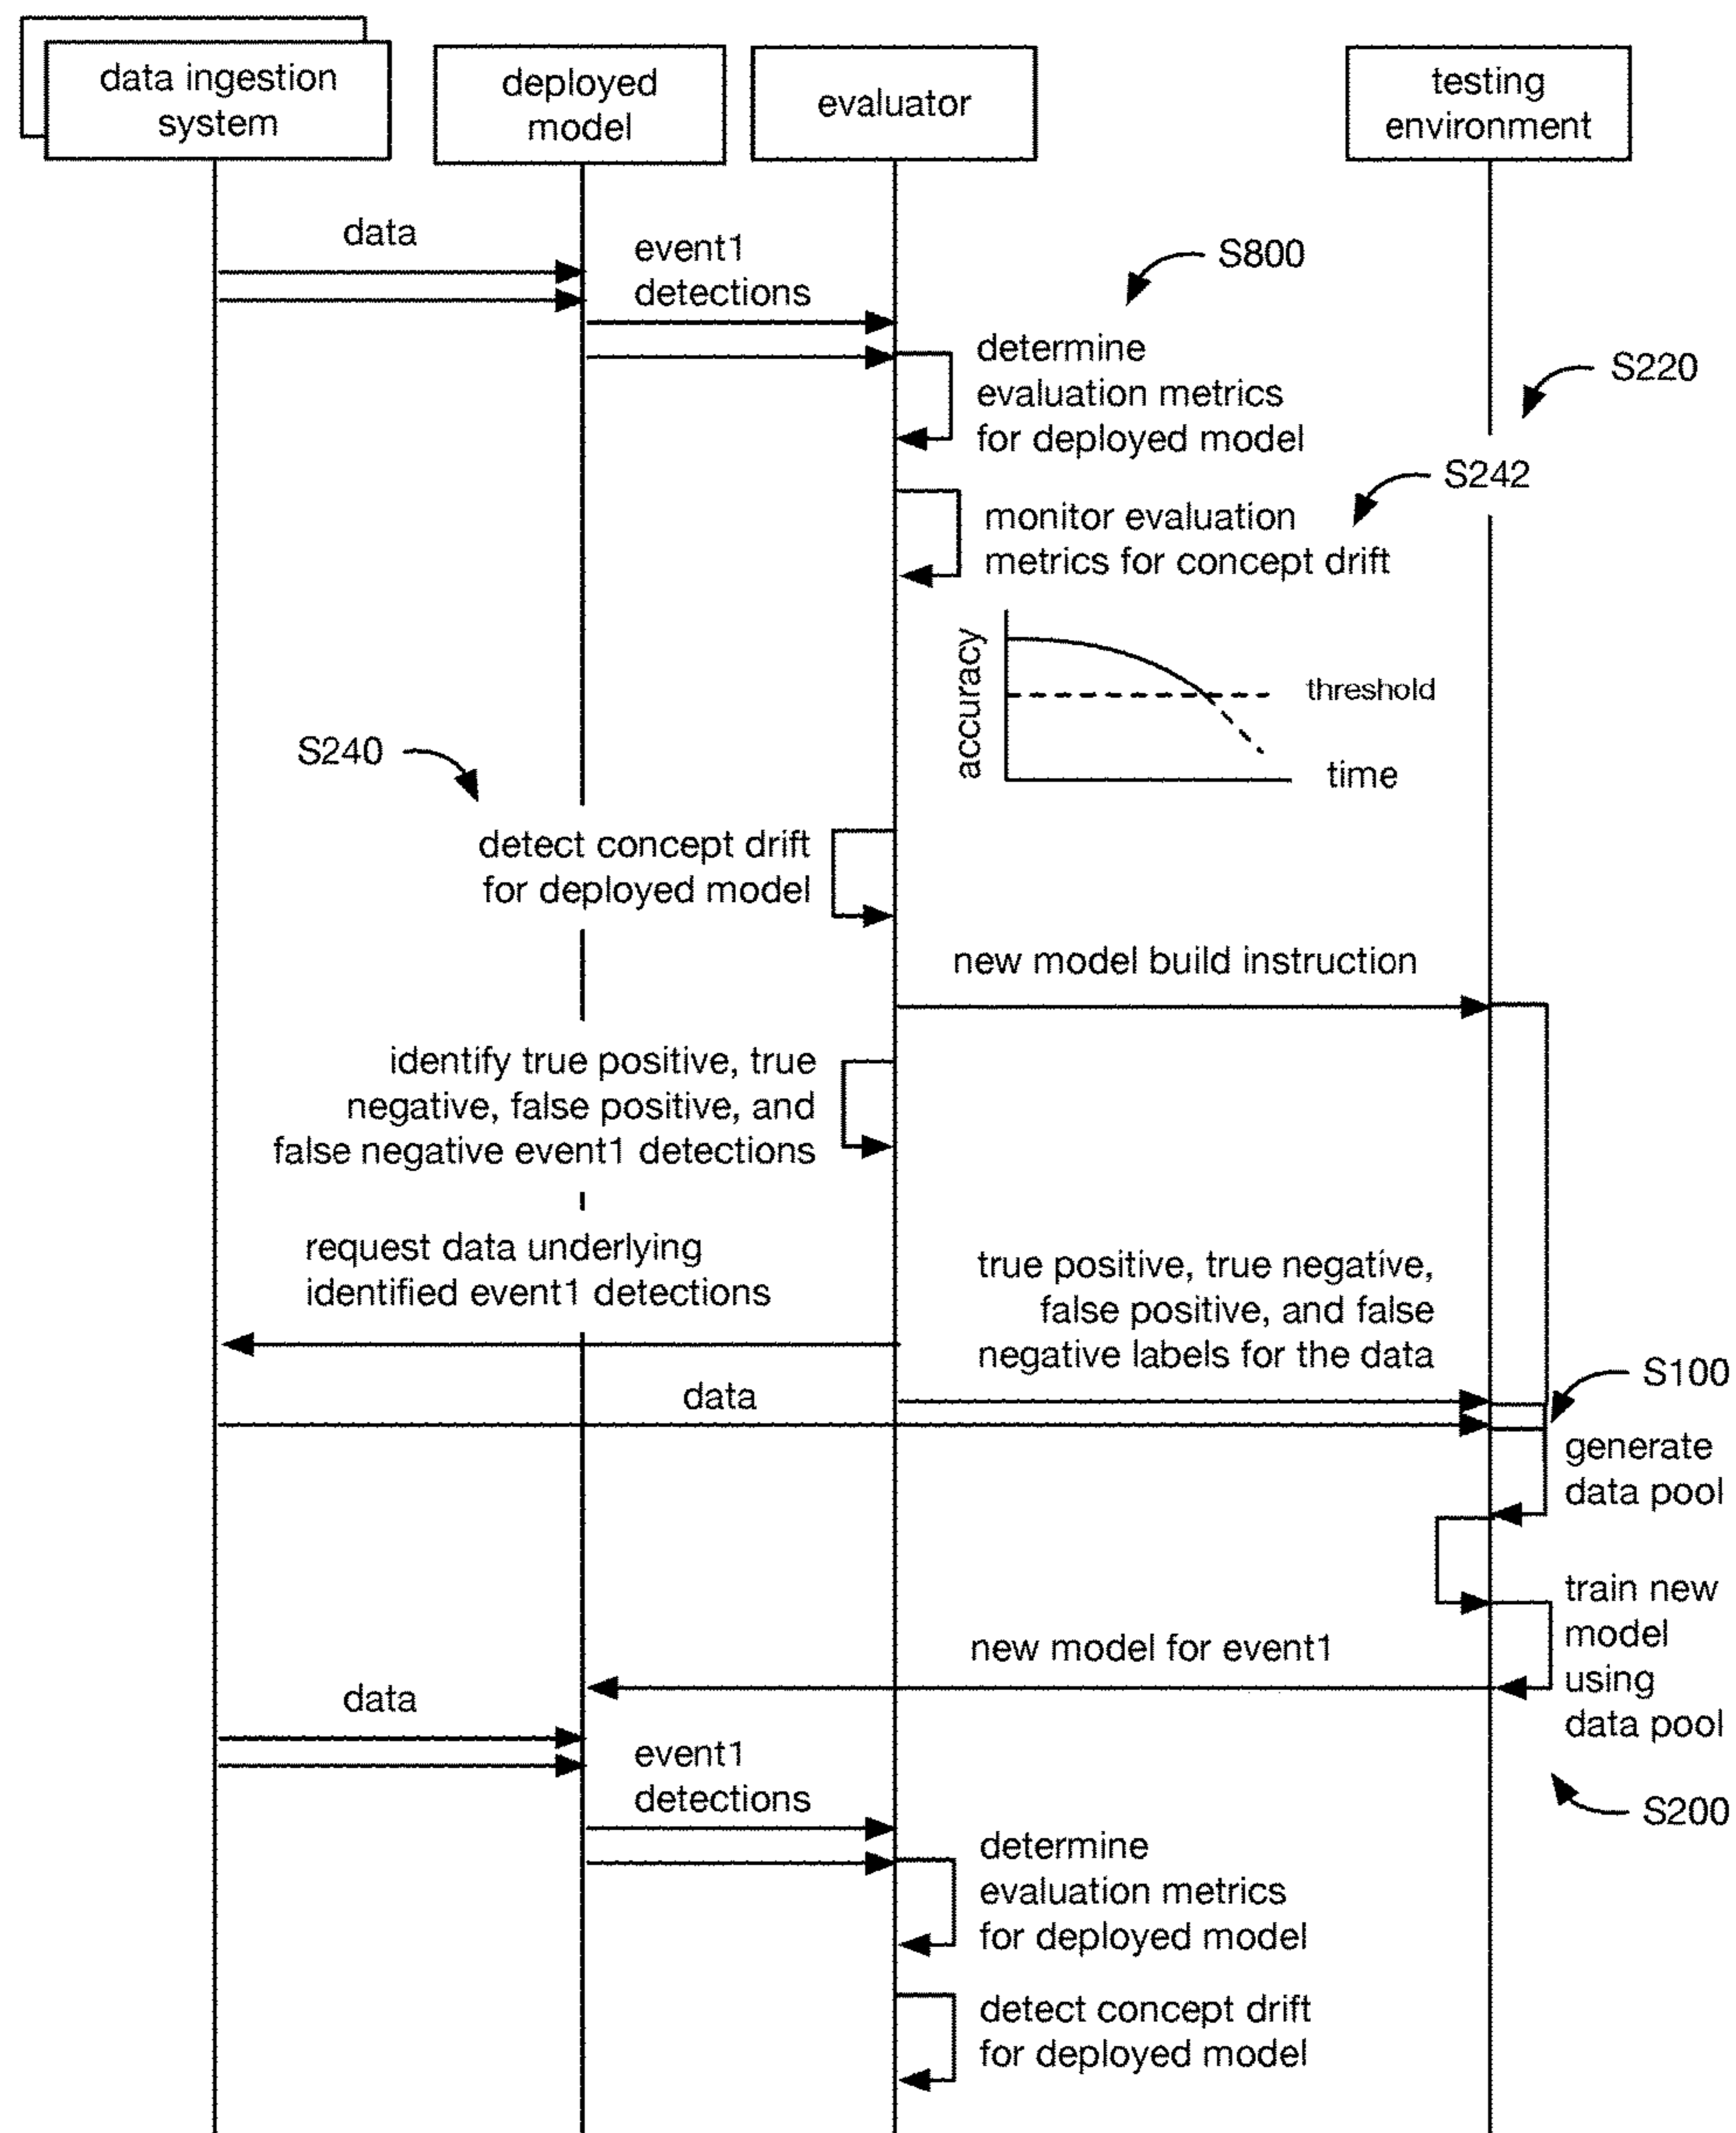 data ingestion
system
deployed
model
evaluator
testing
environment
data
event1
detections
S800
determine
evaluation metrics
for deployed model
S220
S242
monitor evaluation
metrics for concept drift
accuracy
threshold
time
S240
detect concept drift
for deployed model
new model build instruction
identify true positive, true
negative, false positive, and
false negative event1 detections
request data underlying
identified event1 detections
true positive, true negative,
false positive, and false
negative labels for the data
data
S100
generate
data pool
train new
model
using
data pool
new model for event1
data
event1
detections
S200
determine
evaluation metrics
for deployed model
detect concept drift
for deployed model